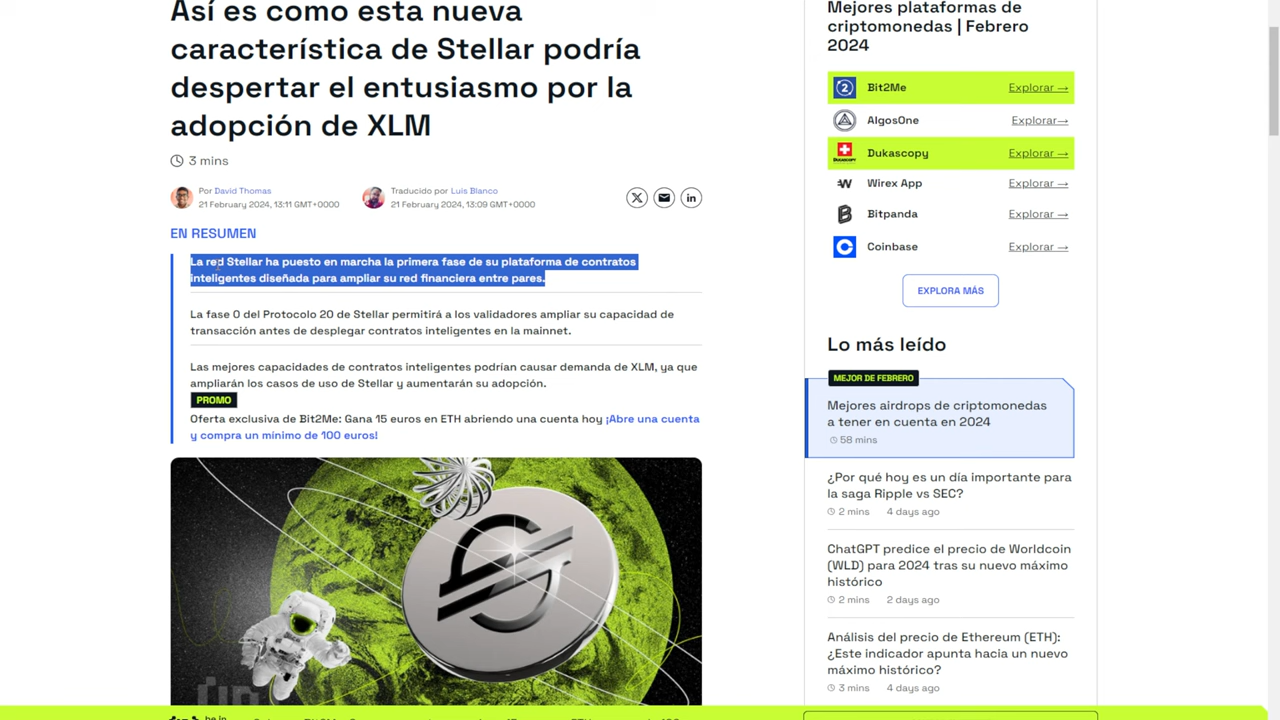 Así es como esta nueva
característica de Stellar podría
despertar el entusiasmo por la
adopción de XLM
3 mins
Por David Thomas
21 February 2024, 13:11 GMT+0000
Traducido por Luis Blanco
21 February 2024, 13:09 GMT+0000
EN RESUMEN
La red Stellar ha puesto en marcha la primera fase de su plataforma de contratos
inteligentes diseñada para ampliar su red financiera entre pares.
La fase 0 del Protocolo 20 de Stellar permitirá a los validadores ampliar su capacidad de
transacción antes de desplegar contratos inteligentes en la mainnet.
Las mejores capacidades de contratos inteligentes podrían causar demanda de XLM, ya que
ampliarán los casos de uso de Stellar y aumentarán su adopción.
PROMO
Oferta exclusiva de Bit2Me: Gana 15 euros en ETH abriendo una cuenta hoy ¡Abre una cuenta
y compra un mínimo de 100 euros!
Mejores plataformas de
criptomonedas | Febrero
2024
Bit2Me Explorar →
AlgosOne Explorar→
Dukascopy Explorar →
Wirex App Explorar →
Bitpanda Explorar →
Coinbase Explorar →
EXPLORA MÁS
Lo más leído
MEJOR DE FEBRERO
Mejores airdrops de criptomonedas
a tener en cuenta en 2024
58 mins
¿Por qué hoy es un día importante para
la saga Ripple vs SEC?
2 mins 4 days ago
ChatGPT predice el precio de Worldcoin
(WLD) para 2024 tras su nuevo máximo
histórico
2 mins 2 days ago
Análisis del precio de Ethereum (ETH):
¿Este indicador apunta hacia un nuevo
máximo histórico?
3 mins 4 days ago